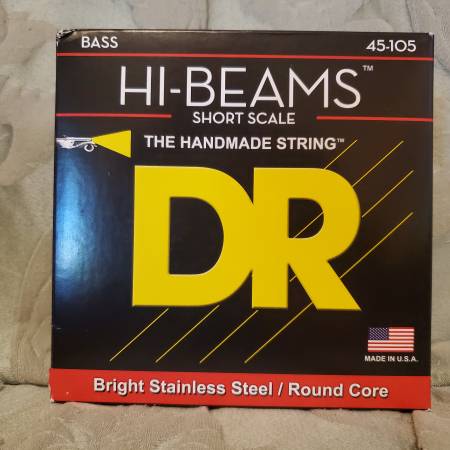 BASS 45-105
HI-BEAMS™
SHORT SCALE
THE HANDMADE STRING™
DR
MADE IN U.S.A.
Bright Stainless Steel / Round Core